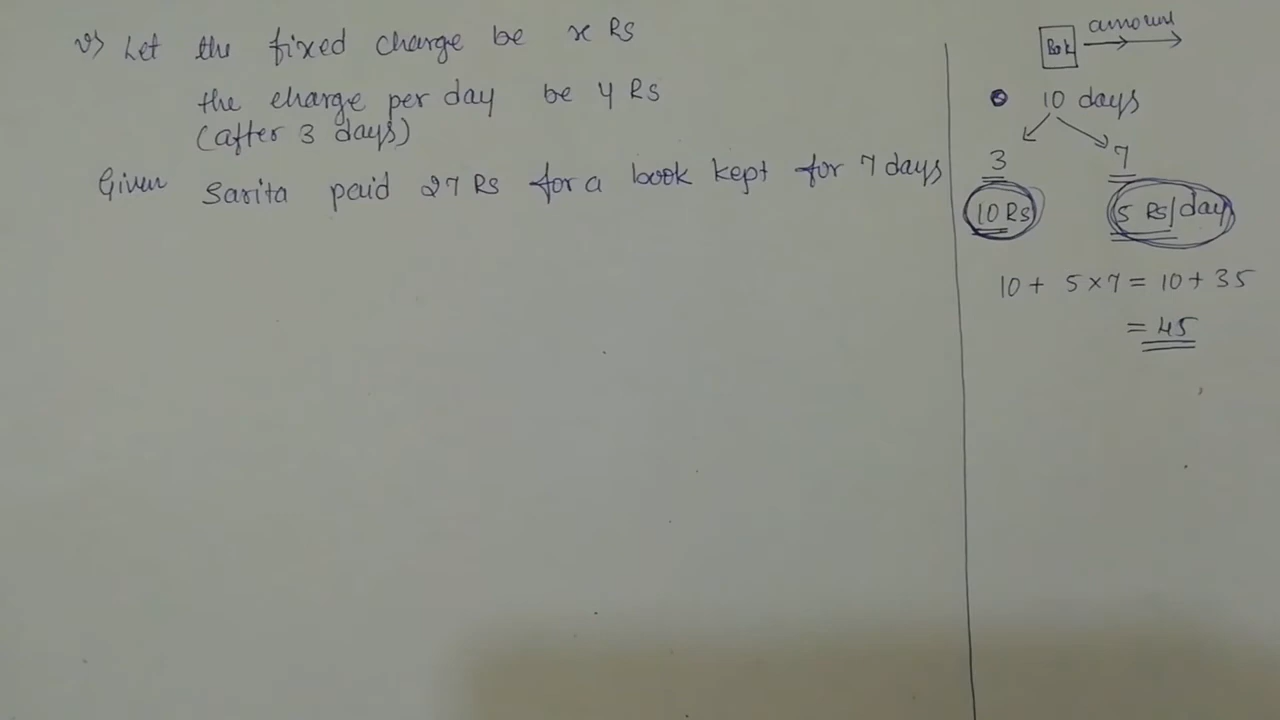 v) Let the fixed charge be x Rs
the charge per day be y Rs
(after 3 days)
Given Sarita paid 27 Rs for a book kept for 7 days
Book amount
10 days
3 7
10 Rs 5 Rs/day
10 + 5 × 7 = 10 + 35
= 45